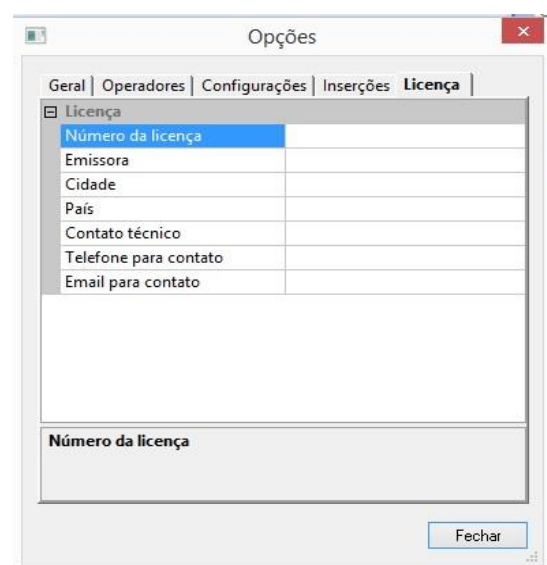 Opções
Geral Operadores Configurações Inserções Licença
Licença
Número da licença
Emissora
Cidade
País
Contato técnico
Telefone para contato
Email para contato
Número da licença
Fechar